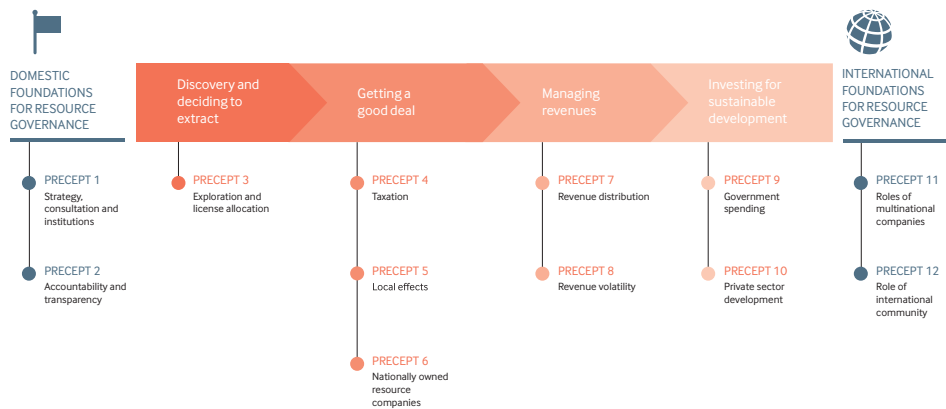 DOMESTIC
FOUNDATIONS
FOR RESOURCE
GOVERNANCE
PRECEPT 1
Strategy,
consultation and
institutions
PRECEPT 2
Accountability and
transparency
Discovery and
deciding to
extract
PRECEPT 3
Exploration and
license allocation
Getting a
good deal
PRECEPT 4
Taxation
PRECEPT 5
Local effects
PRECEPT 6
Nationally owned
resource
companies
Managing
revenues
PRECEPT 7
Revenue distribution
PRECEPT 8
Revenue volatility
Investing for
sustainable
development
PRECEPT 9
Government
spending
PRECEPT 10
Private sector
development
INTERNATIONAL
FOUNDATIONS
FOR RESOURCE
GOVERNANCE
PRECEPT 11
Roles of
multinational
companies
PRECEPT 12
Role of
international
community